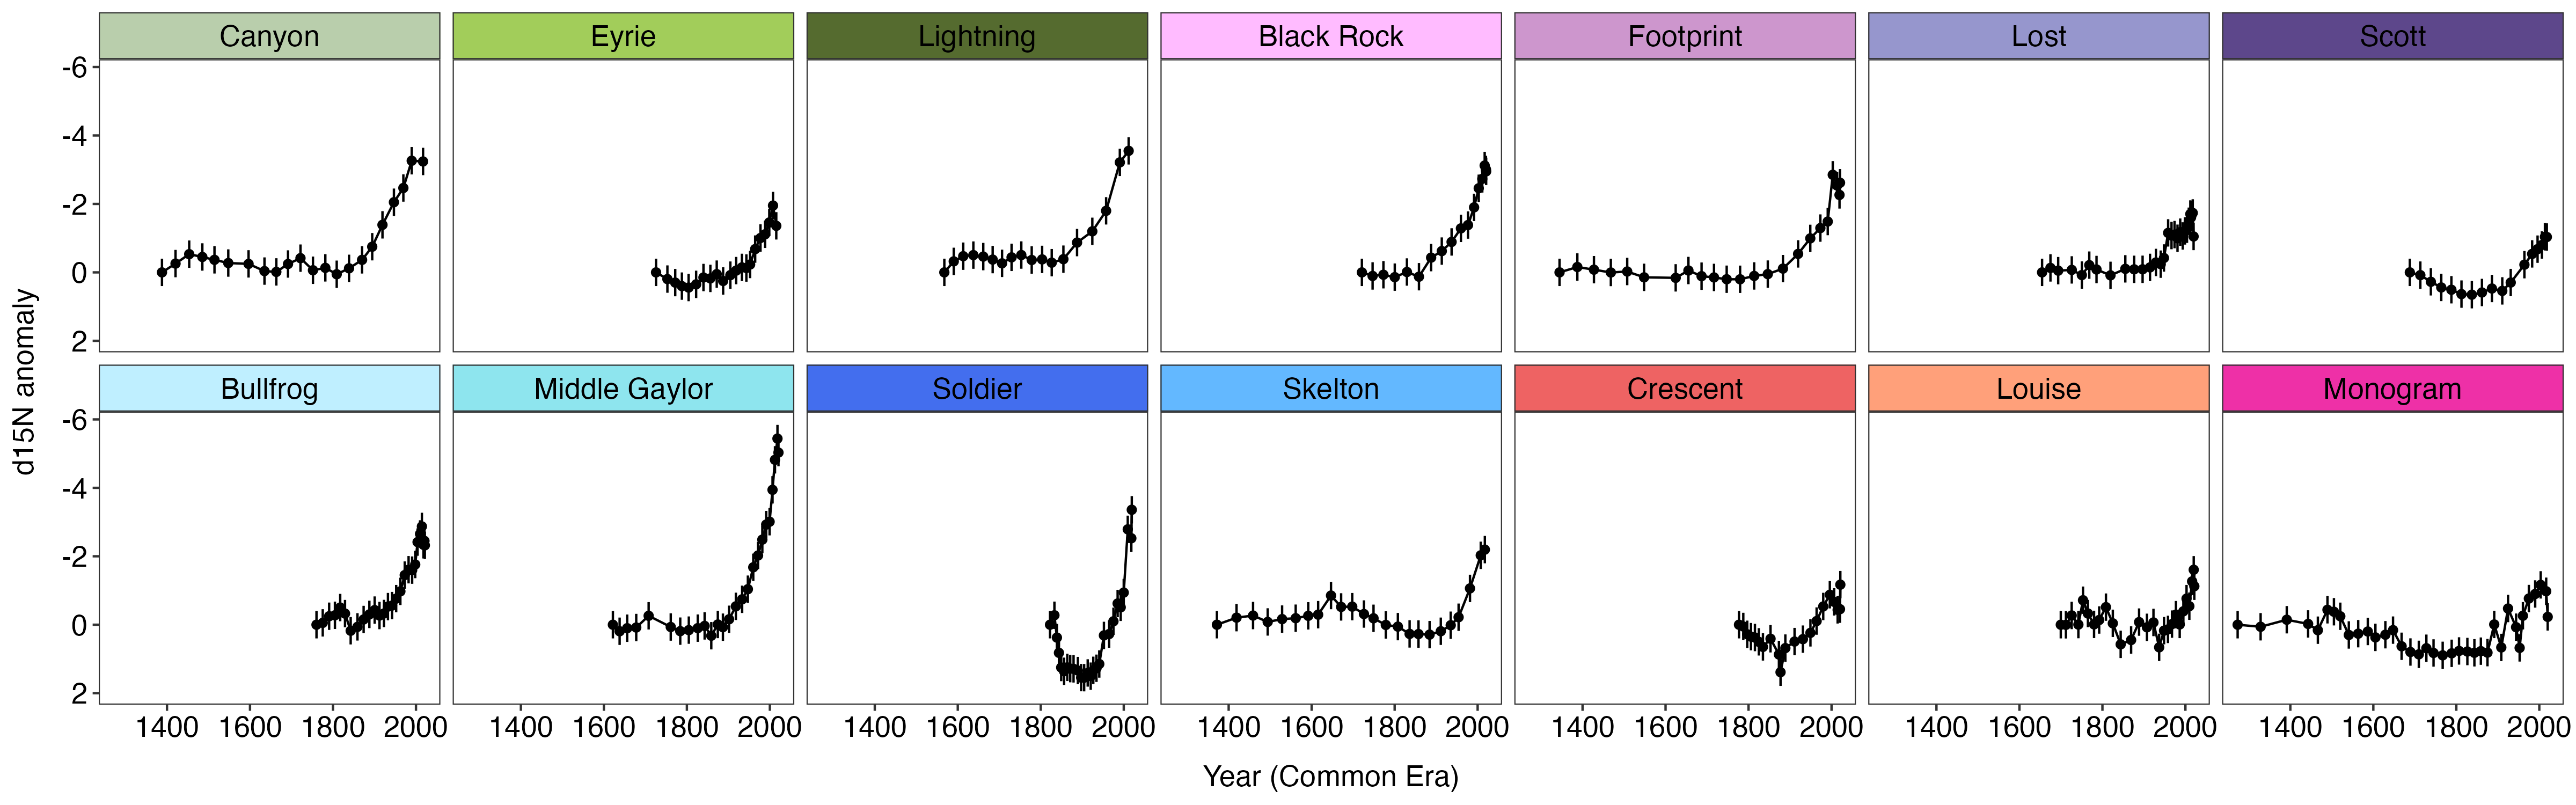 Canyon Eyrie Lightning Black Rock Footprint Lost Scott
-6
-4
-2
0
2
Bullfrog Middle Gaylor Soldier Skelton Crescent Louise Monogram
-6
-4
-2
0
2
d15N anomaly
1400 1600 1800 2000 1400 1600 1800 2000 1400 1600 1800 2000 1400 1600 1800 2000 1400 1600 1800 2000 1400 1600 1800 2000 1400 1600 1800 2000
Year (Common Era)